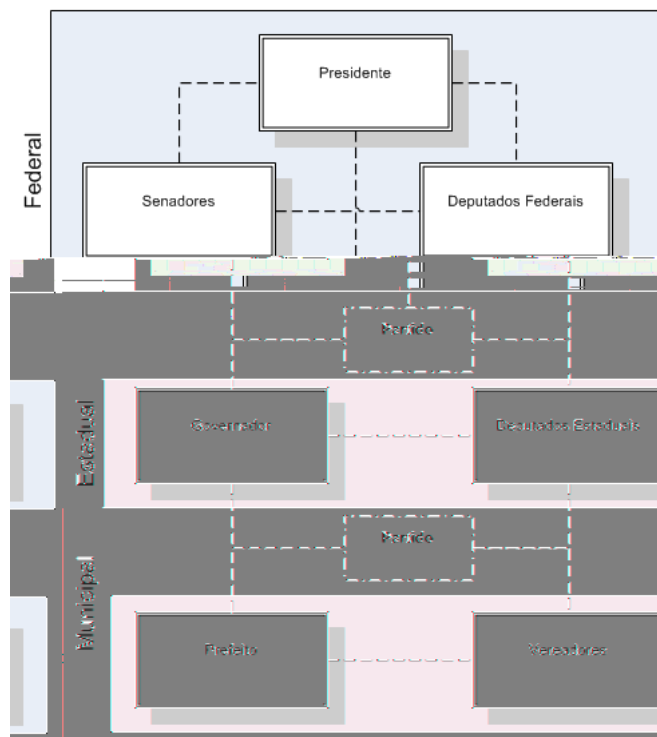 Federal
Presidente
Senadores
Deputados Federais
Partido
Estadual
Governador
Deputados Estaduais
Partido
Municipal
Prefeito
Vereadores